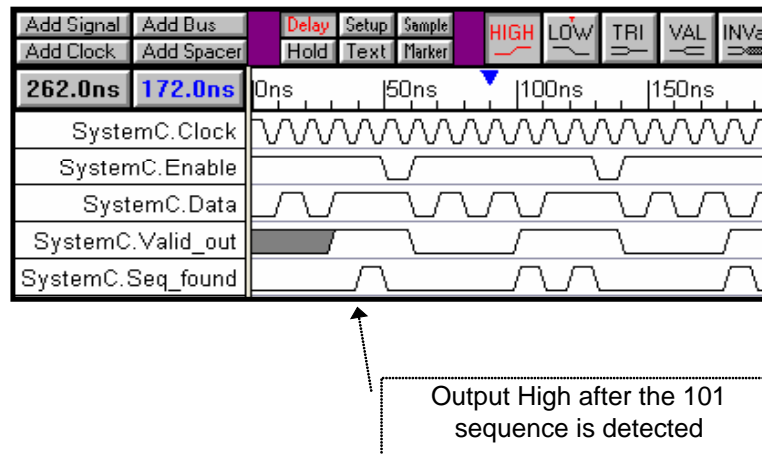 Add Signal Add Bus Delay Setup Sample HIGH LOW TRI VAL INVa
Add Clock Add Spacer Hold Text Marker
262.0ns 172.0ns 0ns 50ns 100ns 150ns
SystemC.Clock
SystemC.Enable
SystemC.Data
SystemC.Valid_out
SystemC.Seq_found
Output High after the 101
sequence is detected